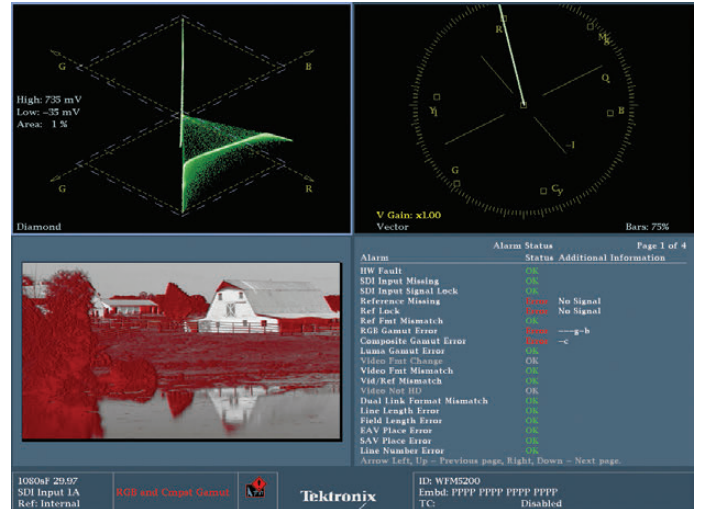 G
B
High: 735 mV
Low: -35 mV
Area: 1 %
G
R
Diamond
R
Mg
Q
Yl
B
-I
G
Cy
V Gain: x1.00
Vector
Bars: 75%
Alarm Status
Page 1 of 4
Alarm Status Additional Information
HW Fault OK
SDI Input Missing OK
SDI Input Signal Lock OK
Reference Missing Error No Signal
Ref Lock Error No Signal
Ref Fmt Mismatch OK
RGB Gamut Error Error ---g-b
Composite Gamut Error Error -c
Luma Gamut Error OK
Video Fmt Change OK
Video Fmt Mismatch OK
Vid/Ref Mismatch OK
Video Not HD OK
Dual Link Format Mismatch OK
Line Length Error OK
Field Length Error OK
EAV Place Error OK
SAV Place Error OK
Line Number Error OK
Arrow Left, Up - Previous page, Right, Down - Next page.
1080sF 29.97
SDI Input 1A
Ref: Internal
RGB and Cmpst Gamut
Tektronix
ID: WFM5200
Embd: PPPP PPPP PPPP PPPP
TC: Disabled